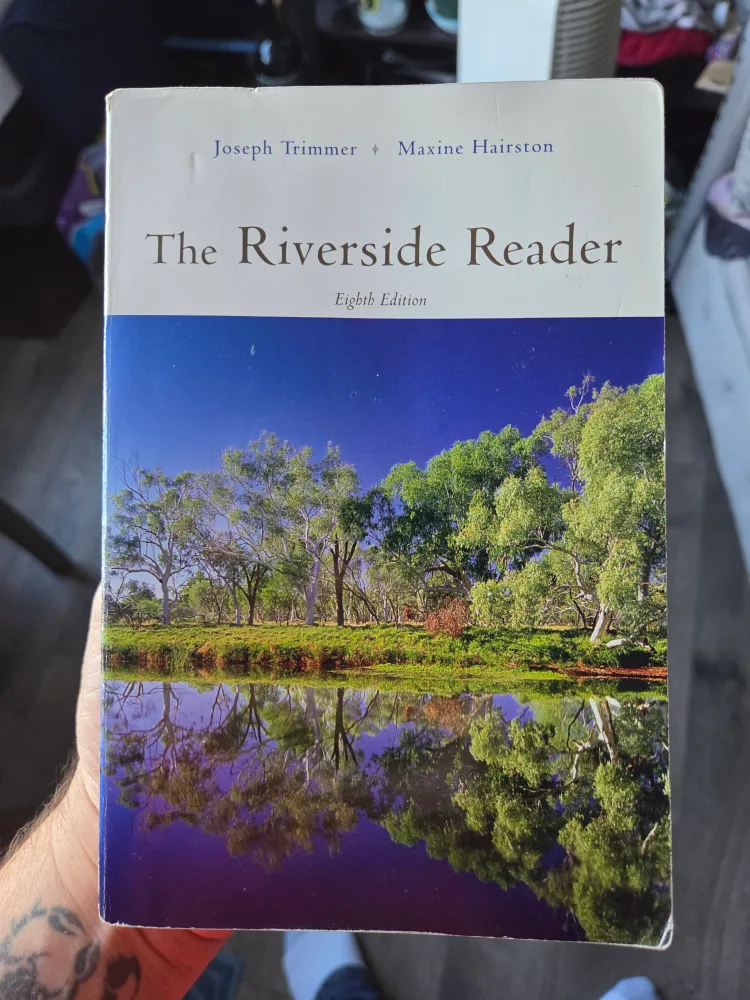 Joseph Trimmer Maxine Hairston
The Riverside Reader
Eighth Edition